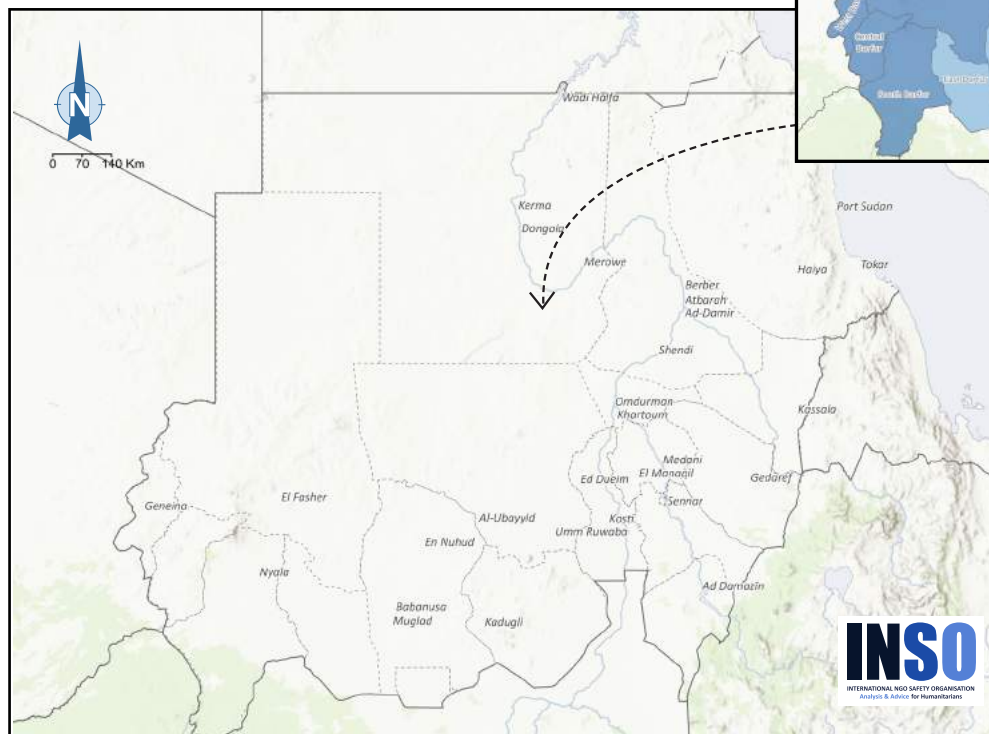 Central
Darfur
East Darfur
South Darfur
N
0 70 140 Km
Wadi Halfa
Kerma
Dongola
Port Sudan
Merowe
Haiya
Tokar
Berber
Atbarah
Ad-Damir
Shendi
Omdurman
Khartoum
Kassala
Medani
El Managil
Ed Dueim
Gedaref
Geneina
El Fasher
Sennar
Al-Ubayyid
Kosti
Umm Ruwaba
En Nuhud
Nyala
Ad Damazin
Babanusa
Muglad
Kadugli
INSO
INTERNATIONAL NGO SAFETY ORGANISATION
Analysis & Advice for Humanitarians